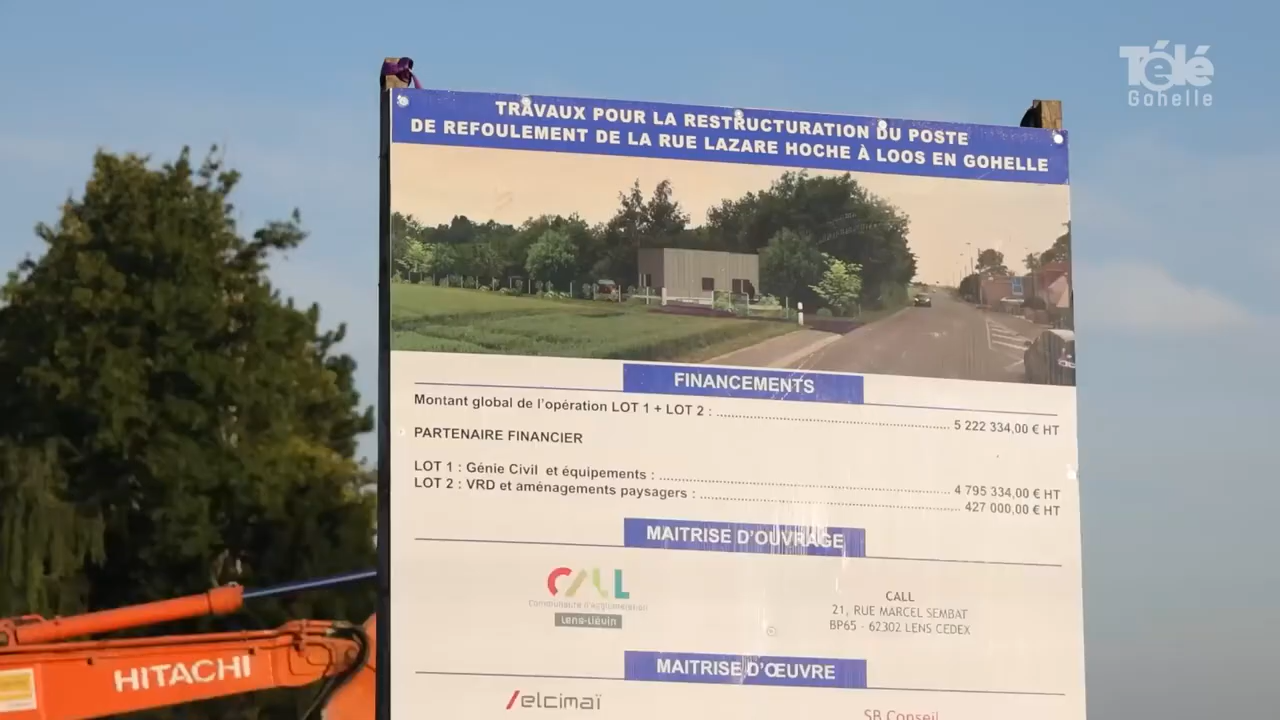 Télé
Gohelle
TRAVAUX POUR LA RESTRUCTURATION DU POSTE
DE REFOULEMENT DE LA RUE LAZARE HOCHE À LOOS EN GOHELLE
FINANCEMENTS
Montant global de l'opération LOT 1 + LOT 2 : ........................................ 5 222 334,00 € HT
PARTENAIRE FINANCIER
LOT 1 : Génie Civil et équipements : ........................................ 4 795 334,00 € HT
LOT 2 : VRD et aménagements paysagers : ........................................ 427 000,00 € HT
MAITRISE D'OUVRAGE
CALL
Communauté d'agglomération
Lens-Liévin
CALL
21, RUE MARCEL SEMBAT
BP65 - 62302 LENS CEDEX
MAITRISE D'ŒUVRE
elcimaï
SB Conseil
HITACHI